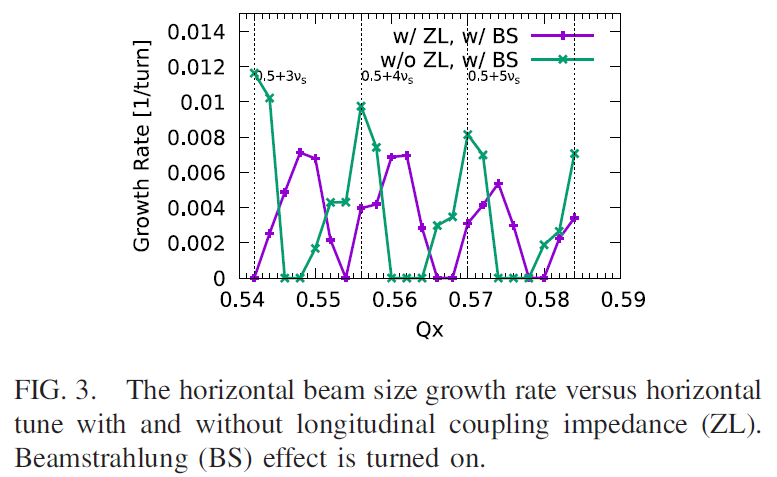 0.014
w/ ZL, w/ BS
0.012
w/o ZL, w/ BS
0.5+3νs
0.5+4νs
0.5+5νs
0.01
0.008
0.006
0.004
0.002
0
Growth Rate [1/turn]
0.54 0.55 0.56 0.57 0.58 0.59
Qx
FIG. 3. The horizontal beam size growth rate versus horizontal
tune with and without longitudinal coupling impedance (ZL).
Beamstrahlung (BS) effect is turned on.